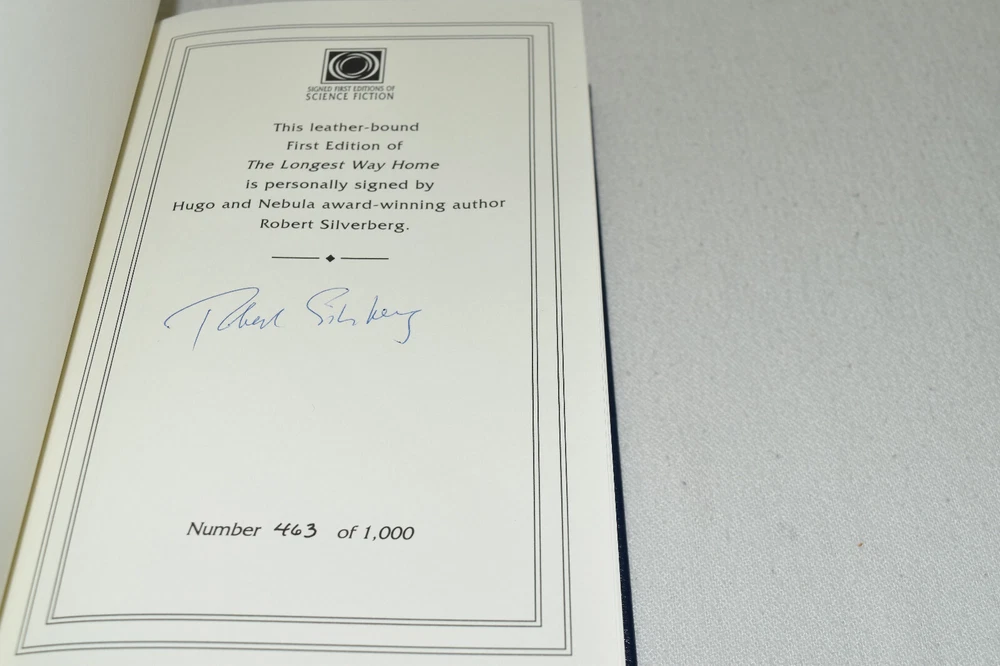 SIGNED FIRST EDITIONS OF
SCIENCE FICTION
This leather-bound
First Edition of
The Longest Way Home
is personally signed by
Hugo and Nebula award-winning author
Robert Silverberg.
Robert Silverberg
Number 463 of 1,000